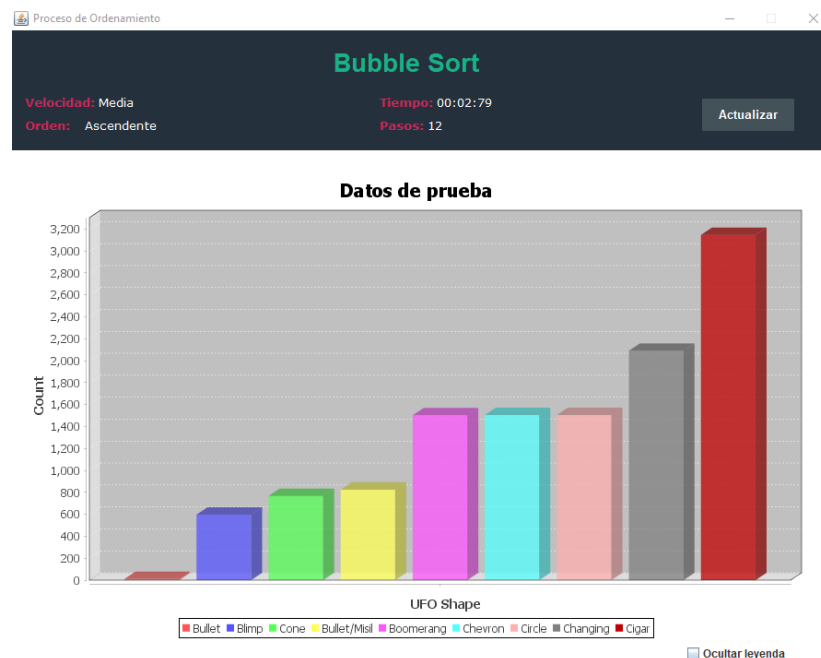 Proceso de Ordenamiento
Bubble Sort
Velocidad: Media
Tiempo: 00:02:79
Orden: Ascendente
Pasos: 12
Actualizar
Datos de prueba
3,200
3,000
2,800
2,600
2,400
2,200
2,000
1,800
1,600
1,400
1,200
1,000
800
600
400
200
0
Count
UFO Shape
Bullet Blimp Cone Bullet/Misil Boomerang Chevron Circle Changing Cigar
Ocultar leyenda